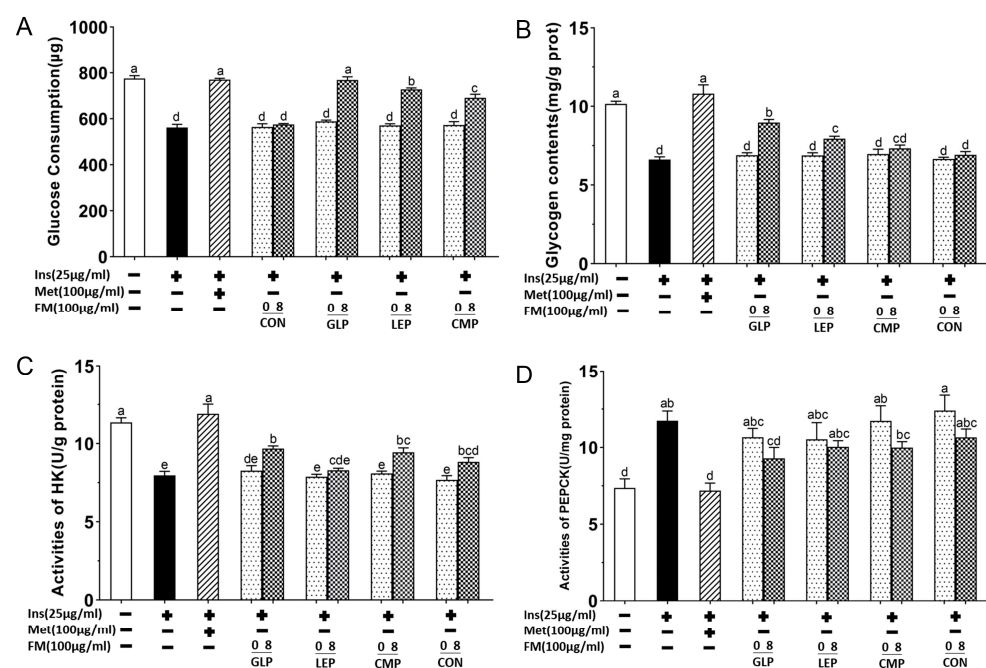 A
Glucose Consumption(µg)
1000
800
600
400
200
0
a d a d d d a d b d c
Ins(25µg/ml) − + − + + + +
Met(100µg/ml) − − + − − − −
FM(100µg/ml) − − − 0 8 0 8 0 8 0 8
CON GLP LEP CMP
B
Glycogen contents(mg/g prot)
15
10
5
0
a d a d b d c d cd d d
Ins(25µg/ml) − + + + + + +
Met(100µg/ml) − − + − − − −
FM(100µg/ml) − − − 0 8 0 8 0 8 0 8
GLP LEP CMP CON
C
Activities of HK(U/g protein)
15
10
5
0
a e a de b e cde e bc e bcd
Ins(25µg/ml) − + + + + + +
Met(100µg/ml) − − + − − − −
FM(100µg/ml) − − − 0 8 0 8 0 8 0 8
GLP LEP CMP CON
D
Activities of PEPCK(U/mg protein)
15
10
5
0
d ab d abc cd abc abc ab bc a abc
Ins(25µg/ml) − + + + + + +
Met(100µg/ml) − − + − − − −
FM(100µg/ml) − − − 0 8 0 8 0 8 0 8
GLP LEP CMP CON